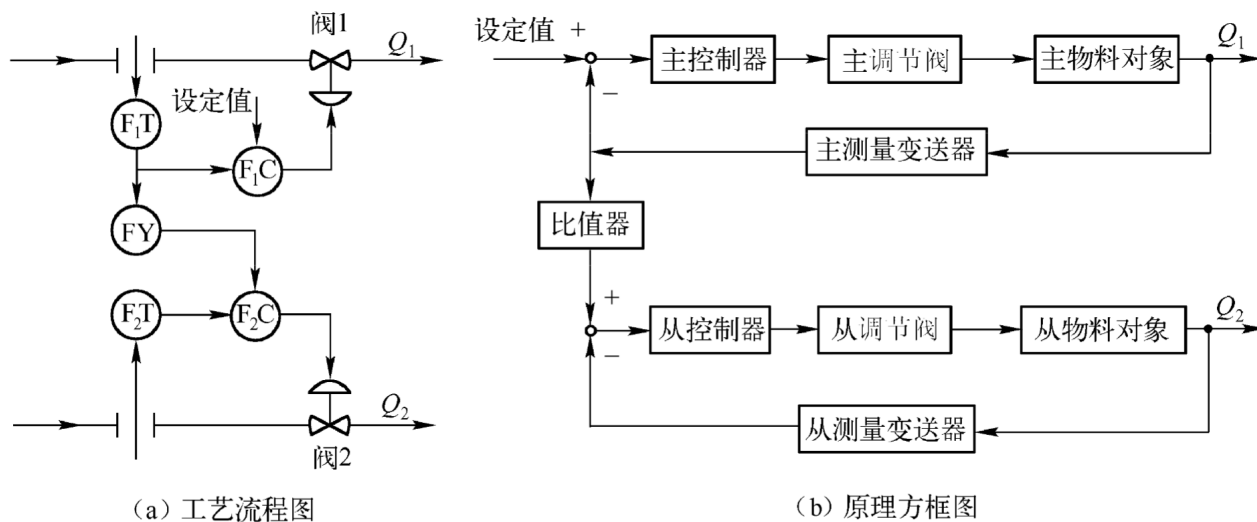 阀1
Q₁
设定值
F₁T
F₁C
FY
F₂T
F₂C
Q₂
阀2
(a) 工艺流程图
设定值 +
−
主控制器
主调节阀
主物料对象
Q₁
主测量变送器
比值器
+
−
从控制器
从调节阀
从物料对象
Q₂
从测量变送器
(b) 原理方框图